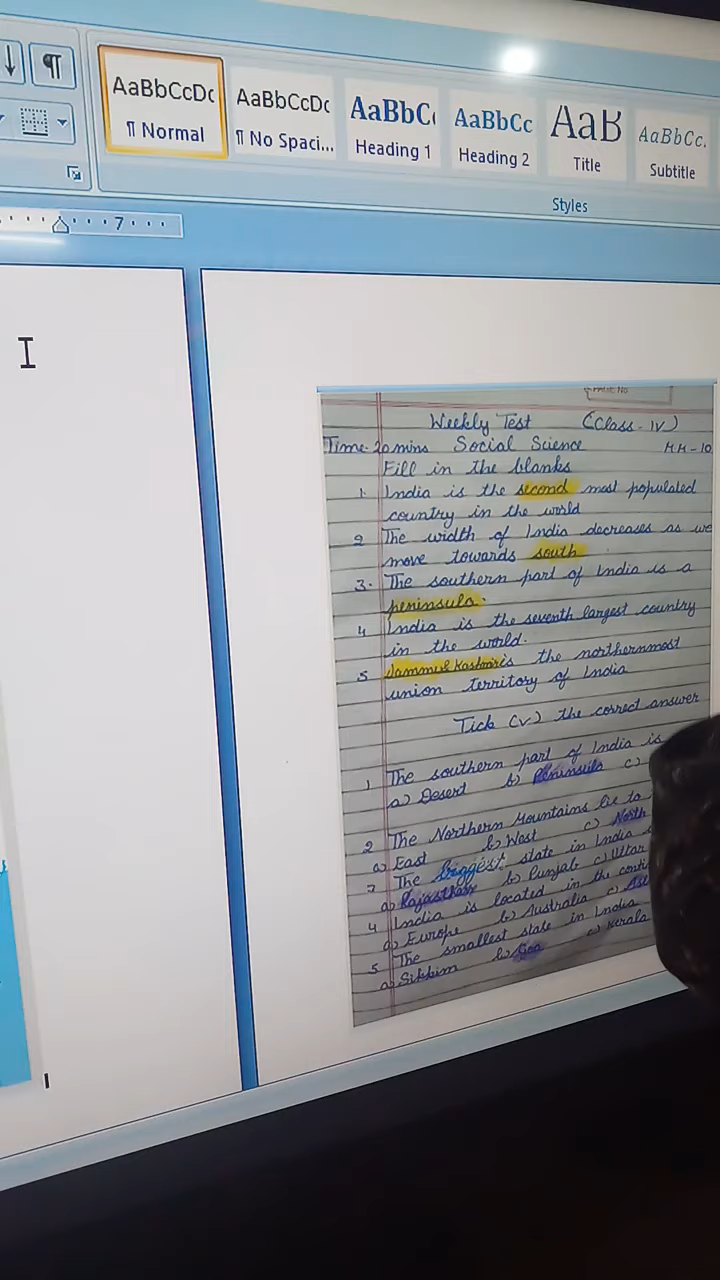 ¶
AaBbCcDc AaBbCcDc AaBbC AaBbCc AaB AaBbCc.
¶ Normal ¶ No Spaci... Heading 1 Heading 2 Title Subtitle
Styles
7
Weekly Test (Class-IV)
Time-20mins Social Science M.M-10
Fill in the blanks
1. India is the second most populated
country in the world
2 The width of India decreases as we
move towards south
3. The southern part of India is a
peninsula.
4 India is the seventh largest country
in the world.
5 Jammu & Kashmir is the northernmost
union territory of India
Tick (✓) the correct answer
1 The southern part of India is
a) Desert b) Peninsula c)
2 The Northern Mountains lie to
a) East b) West c) North
3 The biggest state in India
a) Rajasthan b) Punjab c) Uttar
4 India is located in the conti
a) Europe b) Australia c)
5 The smallest state in India
a) Sikkim b) Goa c) Kerala